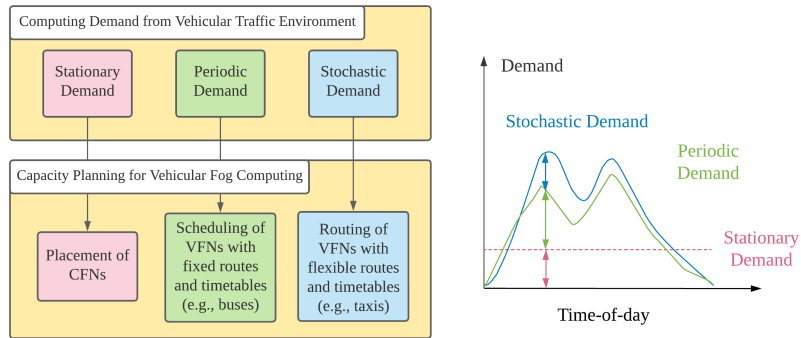 Computing Demand from Vehicular Traffic Environment
Stationary
Demand
Periodic
Demand
Stochastic
Demand
Capacity Planning for Vehicular Fog Computing
Placement of
CFNs
Scheduling of
VFNs with
fixed routes
and timetables
(e.g., buses)
Routing of
VFNs with
flexible routes
and timetables
(e.g., taxis)
Demand
Stochastic Demand
Periodic
Demand
Stationary
Demand
Time-of-day